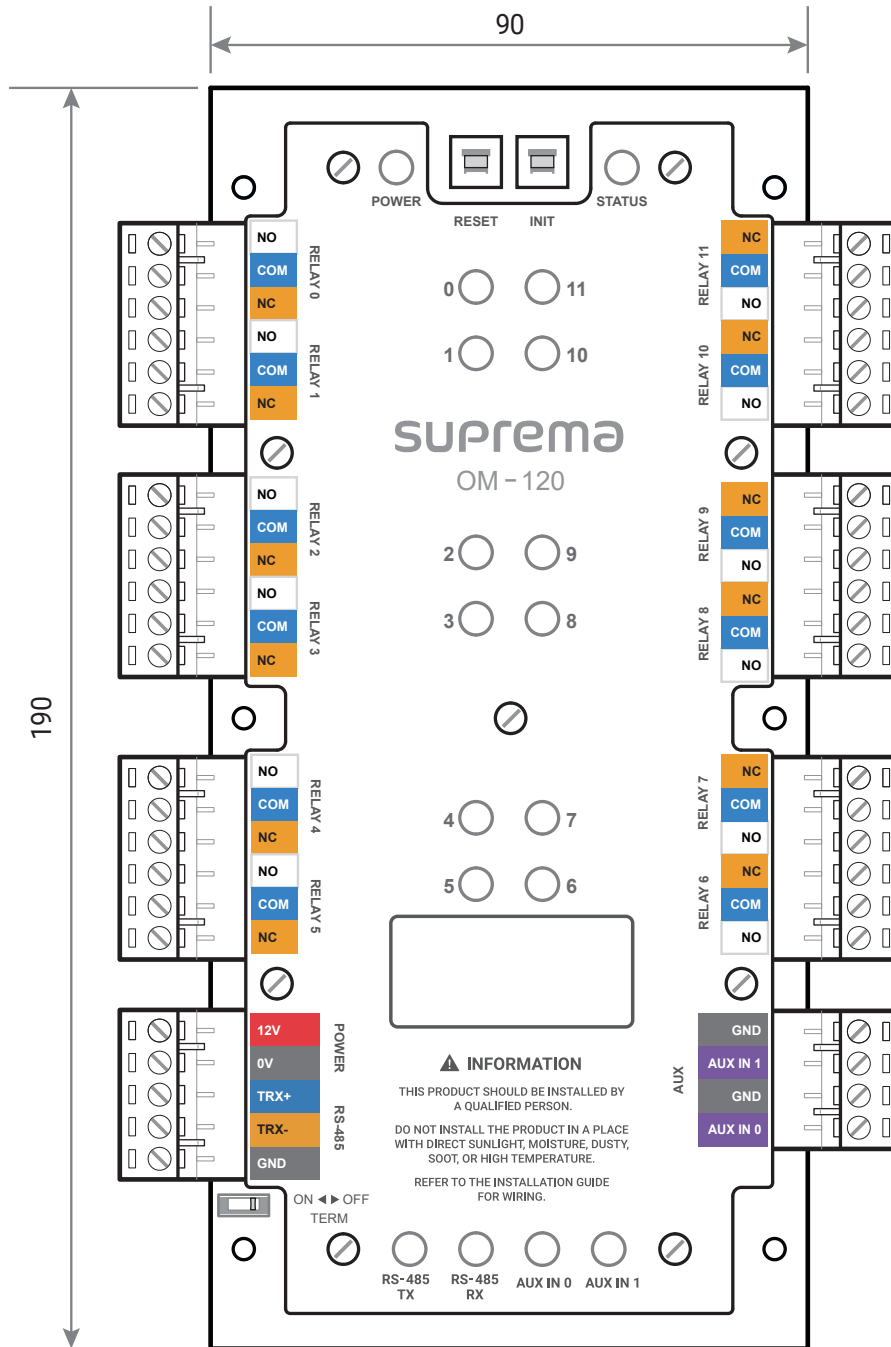 90
190
POWER
RESET
INIT
STATUS
NO
COM
NC
RELAY 0
NO
COM
NC
RELAY 1
NC
COM
NO
RELAY 11
NC
COM
NO
RELAY 10
0
11
1
10
suprema
OM-120
NO
COM
NC
RELAY 2
NO
COM
NC
RELAY 3
NC
COM
NO
RELAY 9
NC
COM
NO
RELAY 8
2
9
3
8
NO
COM
NC
RELAY 4
NO
COM
NC
RELAY 5
NC
COM
NO
RELAY 7
NC
COM
NO
RELAY 6
4
7
5
6
12V
0V
POWER
TRX+
TRX-
GND
RS-485
INFORMATION
THIS PRODUCT SHOULD BE INSTALLED BY
A QUALIFIED PERSON.
DO NOT INSTALL THE PRODUCT IN A PLACE
WITH DIRECT SUNLIGHT, MOISTURE, DUSTY,
SOOT, OR HIGH TEMPERATURE.
REFER TO THE INSTALLATION GUIDE
FOR WIRING.
AUX
GND
AUX IN 1
GND
AUX IN 0
ON ◀ ▶ OFF
TERM
RS-485
TX
RS-485
RX
AUX IN 0
AUX IN 1